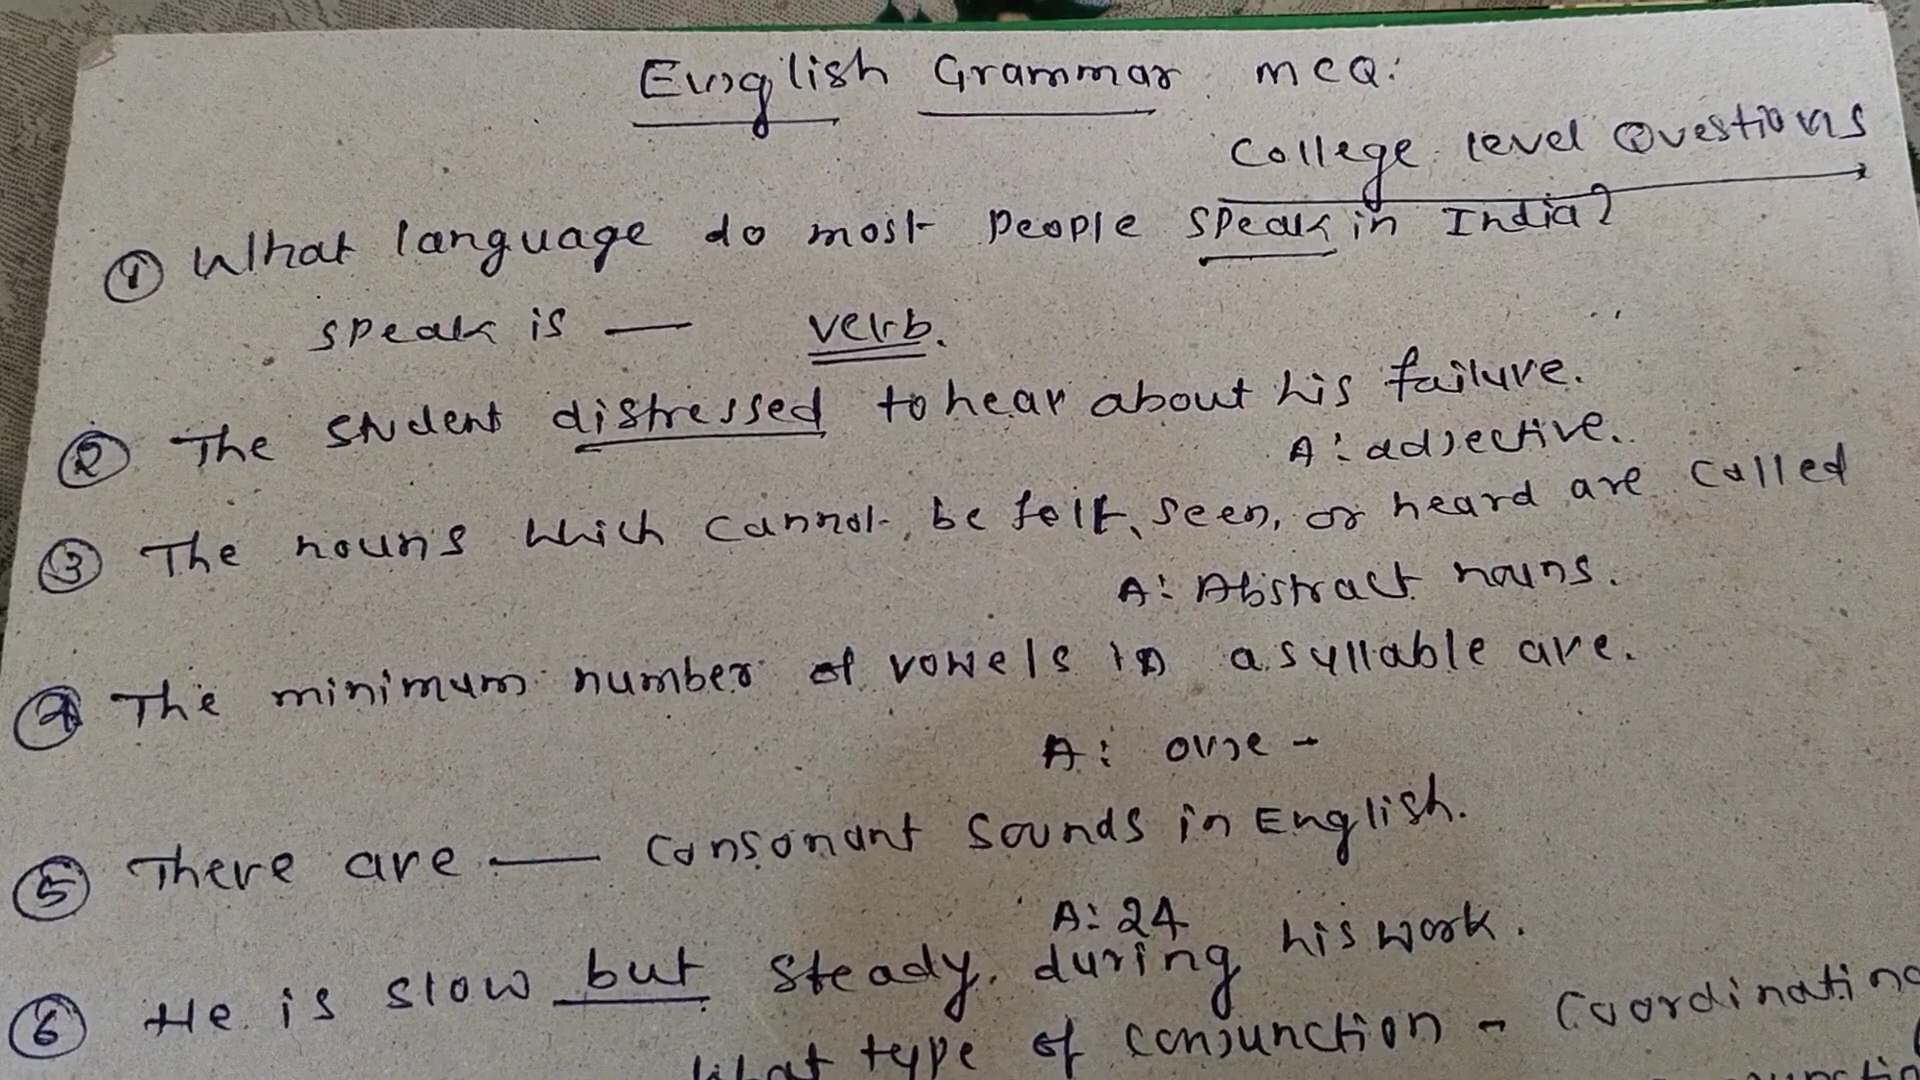 English Grammar MCQ:
College level Questions
① What language do most people speak in India?
speak is — verb.
② The student distressed to hear about his failure.
A: adjective.
③ The nouns which cannot be felt, seen, or heard are called
A: Abstract nouns.
④ The minimum number of vowels in a syllable are.
A: one -
⑤ There are — consonant sounds in English.
A: 24
⑥ He is slow but steady during his work.
What type of conjunction - Coordinating